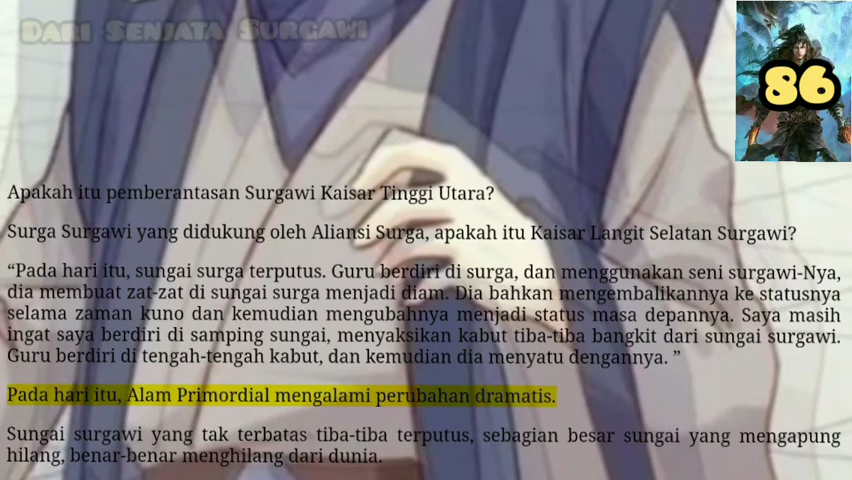 Dari Senjata Surgawi
86
Apakah itu pemberantasan Surgawi Kaisar Tinggi Utara?
Surga Surgawi yang didukung oleh Aliansi Surga, apakah itu Kaisar Langit Selatan Surgawi?
“Pada hari itu, sungai surga terputus. Guru berdiri di surga, dan menggunakan seni surgawi-Nya,
dia membuat zat-zat di sungai surga menjadi diam. Dia bahkan mengembalikannya ke statusnya
selama zaman kuno dan kemudian mengubahnya menjadi status masa depannya. Saya masih
ingat saya berdiri di samping sungai, menyaksikan kabut tiba-tiba bangkit dari sungai surgawi.
Guru berdiri di tengah-tengah kabut, dan kemudian dia menyatu dengannya. ”
Pada hari itu, Alam Primordial mengalami perubahan dramatis.
Sungai surgawi yang tak terbatas tiba-tiba terputus, sebagian besar sungai yang mengapung
hilang, benar-benar menghilang dari dunia.